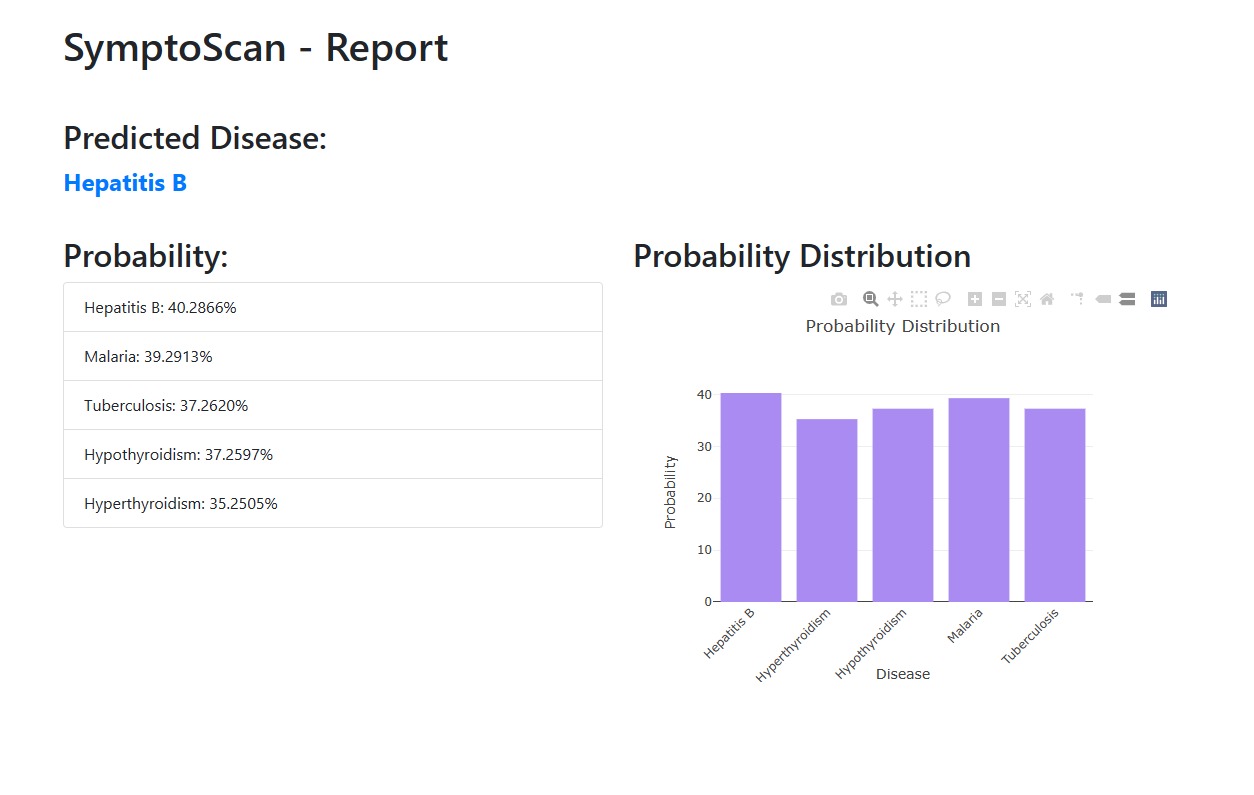 SymptoScan - Report
Predicted Disease:
Hepatitis B
Probability:
Hepatitis B: 40.2866%
Malaria: 39.2913%
Tuberculosis: 37.2620%
Hypothyroidism: 37.2597%
Hyperthyroidism: 35.2505%
Probability Distribution
Probability Distribution
40
30
20
10
0
Probability
Hepatitis B
Hyperthyroidism
Hypothyroidism
Malaria
Tuberculosis
Disease